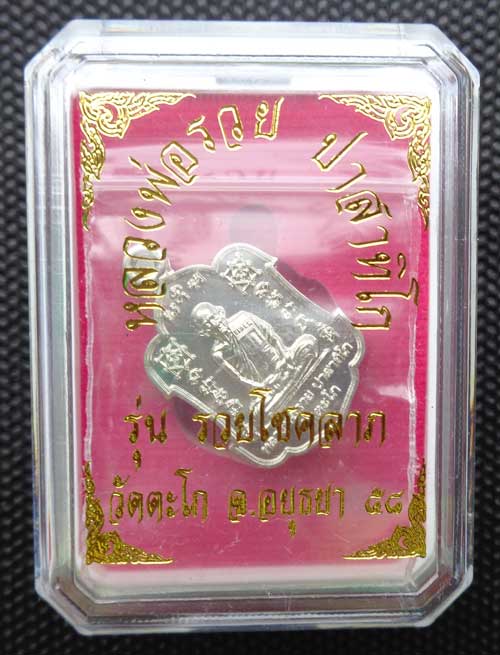 หลวงพ่อรวย ปาสาทิโก
รุ่น รวยโชคลาภ
วัดตะโก จ.อยุธยา ๕๘